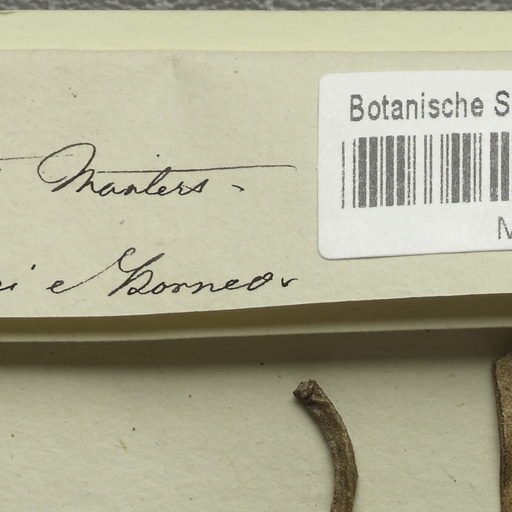 Masters
e Borneo
Botanische S
M